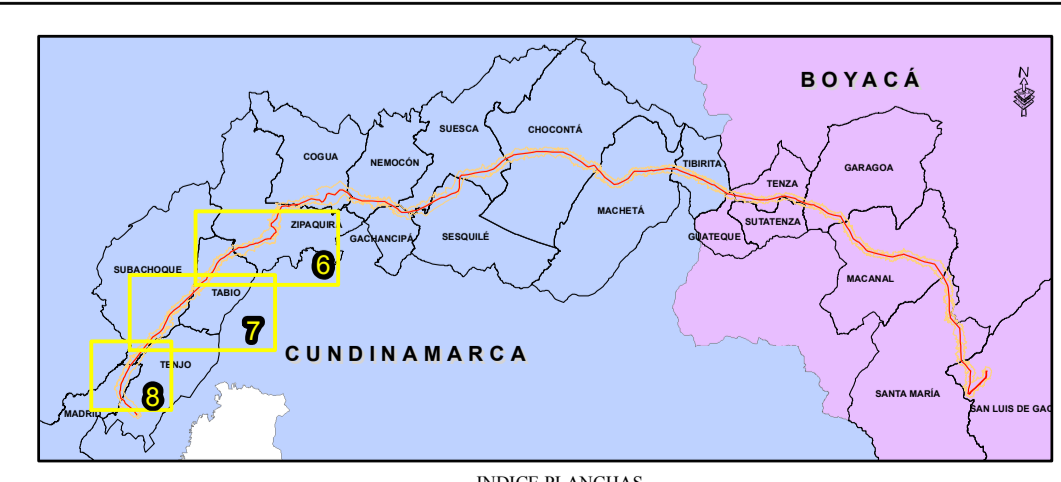 BOYACÁ
N
SUESCA
CHOCONTÁ
COGUA
NEMOCÓN
TIBIRITA
GARAGOA
TENZA
MACHETÁ
ZIPAQUIRA
GACHANCIPÁ
SESQUILÉ
GUATEQUE
SUTATENZA
6
SUBACHOQUE
TABIO
MACANAL
7
CUNDINAMARCA
TENJO
8
SANTA MARÍA
MADRID
SAN LUIS DE GAC
INDICE PLANCHAS